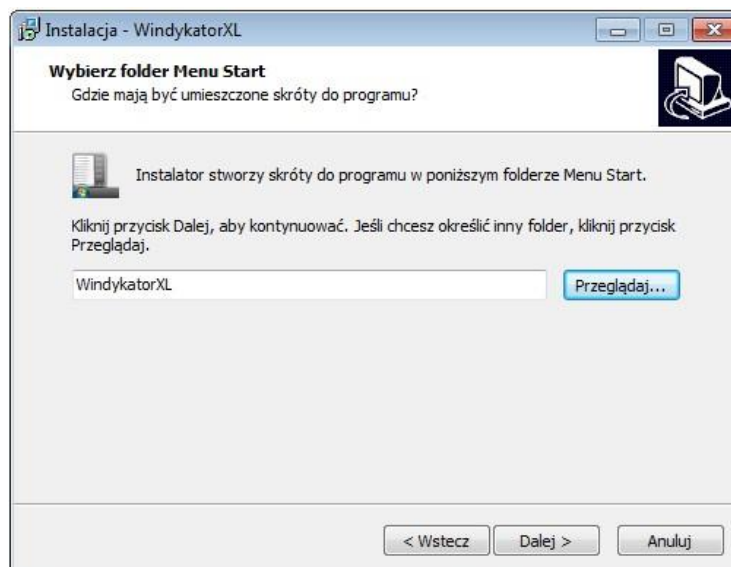 Instalacja - WindykatorXL
Wybierz folder Menu Start
Gdzie mają być umieszczone skróty do programu?
Instalator stworzy skróty do programu w poniższym folderze Menu Start.
Kliknij przycisk Dalej, aby kontynuować. Jeśli chcesz określić inny folder, kliknij przycisk
Przeglądaj.
WindykatorXL
Przeglądaj...
< Wstecz
Dalej >
Anuluj